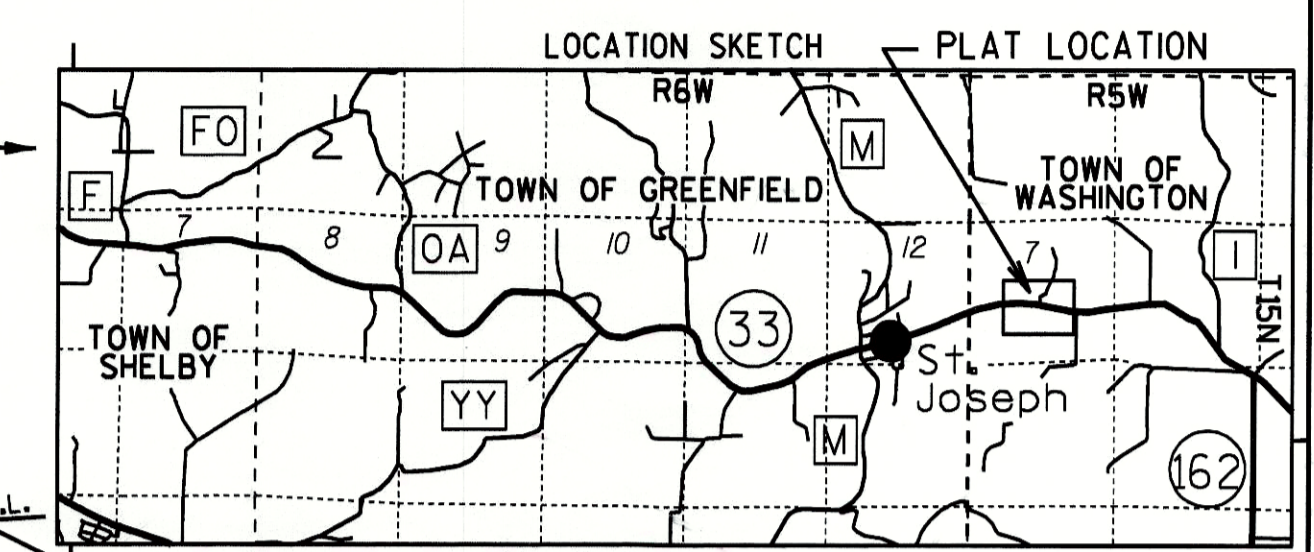 LOCATION SKETCH
PLAT LOCATION
R6W
R5W
FO
M
F
TOWN OF GREENFIELD
TOWN OF
WASHINGTON
7
8
OA
9
10
11
12
7
I
T15N
TOWN OF
SHELBY
33
St.
Joseph
YY
M
162
.L.